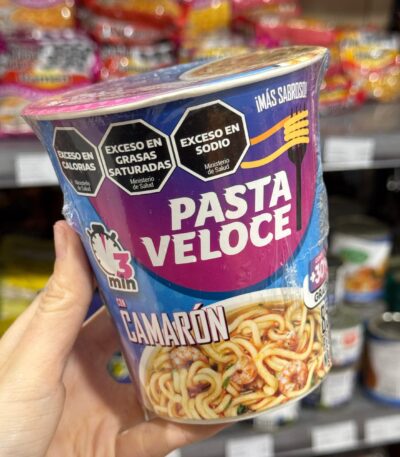 ¡MÁS SABROSO!
EXCESO EN
CALORÍAS
Ministerio
de Salud
EXCESO EN
GRASAS
SATURADAS
Ministerio
de Salud
EXCESO EN
SODIO
Ministerio
de Salud
PASTA
VELOCE
3
min
CON
CAMARÓN